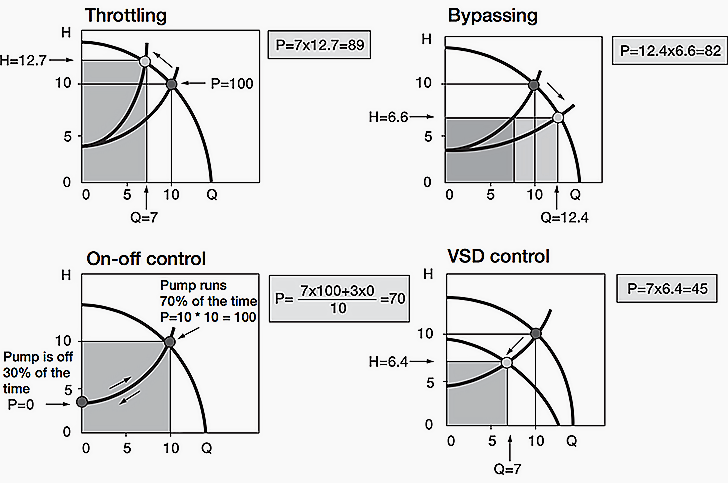 Throttling
H
P=7x12.7=89
H=12.7
10
P=100
5
0
0 5 10 Q
Q=7
Bypassing
H
P=12.4x6.6=82
10
H=6.6
5
0
0 5 10 Q
Q=12.4
On-off control
H
Pump runs
70% of the time
P=10 * 10 = 100
P= 7x100+3x0 =70
10
10
Pump is off
30% of the
time
5
P=0
0
0 5 10 Q
VSD control
H
P=7x6.4=45
10
H=6.4
5
0
0 5 10 Q
Q=7